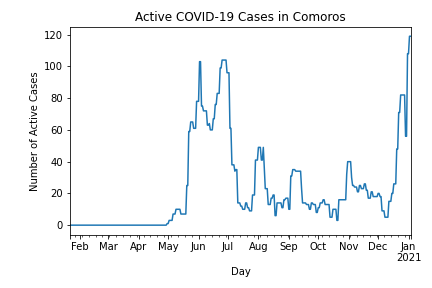 Active COVID-19 Cases in Comoros
120
100
80
60
40
20
0
Number of Active Cases
Feb Mar Apr May Jun Jul Aug Sep Oct Nov Dec Jan
2021
Day